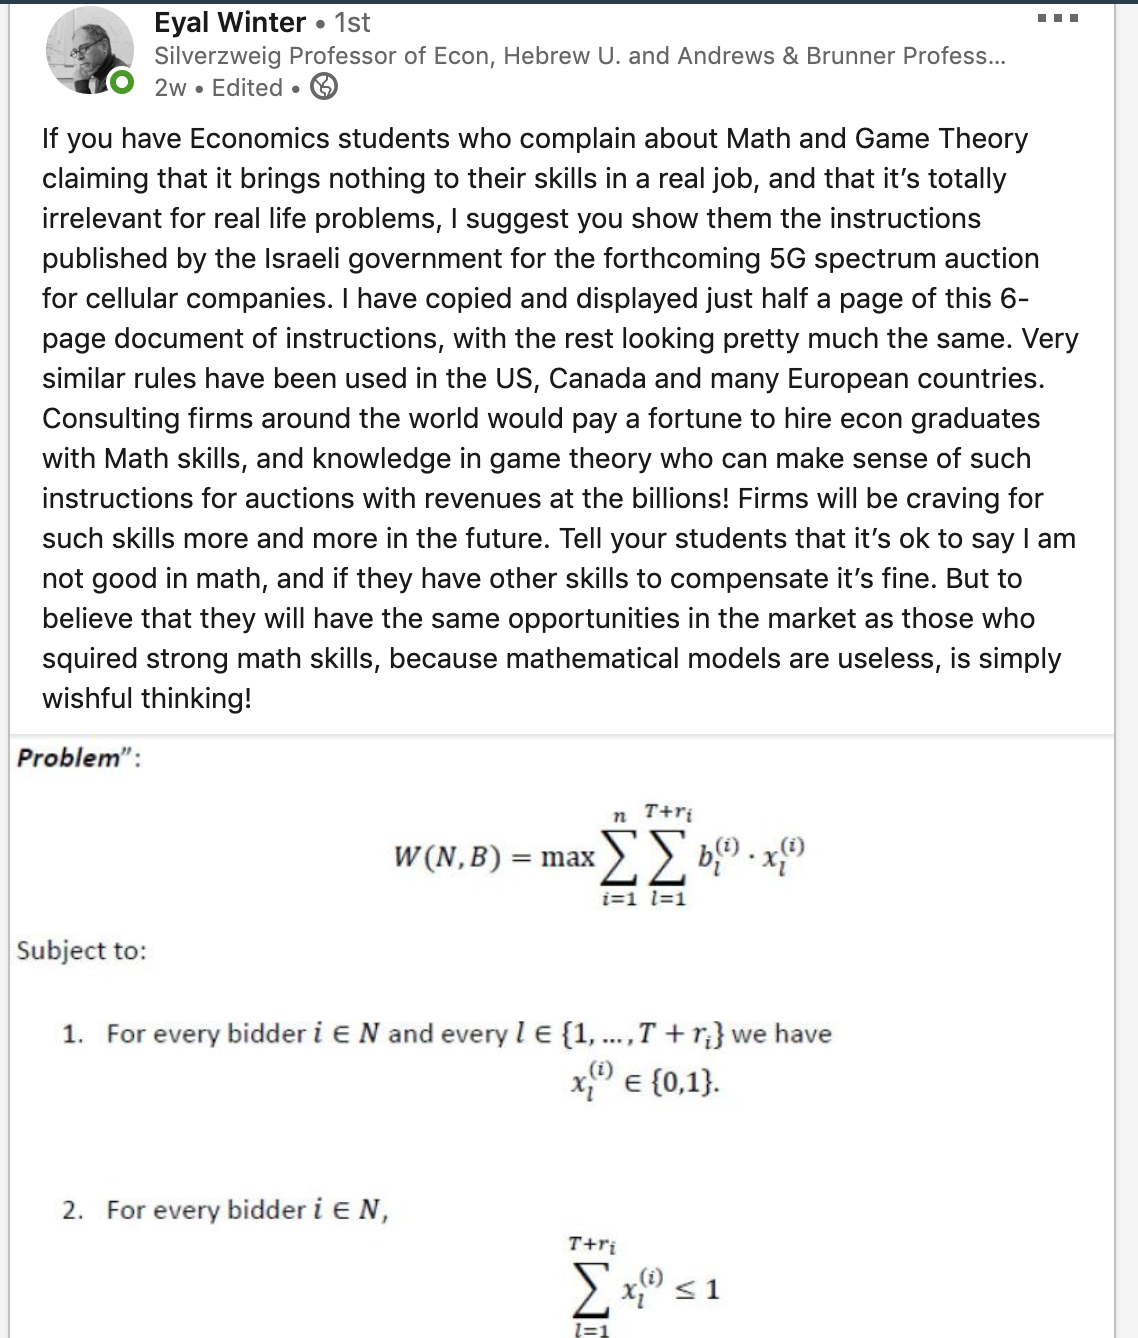 Eyal Winter • 1st
Silverzweig Professor of Econ, Hebrew U. and Andrews & Brunner Profess...
2w • Edited •
If you have Economics students who complain about Math and Game Theory
claiming that it brings nothing to their skills in a real job, and that it's totally
irrelevant for real life problems, I suggest you show them the instructions
published by the Israeli government for the forthcoming 5G spectrum auction
for cellular companies. I have copied and displayed just half a page of this 6-
page document of instructions, with the rest looking pretty much the same. Very
similar rules have been used in the US, Canada and many European countries.
Consulting firms around the world would pay a fortune to hire econ graduates
with Math skills, and knowledge in game theory who can make sense of such
instructions for auctions with revenues at the billions! Firms will be craving for
such skills more and more in the future. Tell your students that it's ok to say I am
not good in math, and if they have other skills to compensate it's fine. But to
believe that they will have the same opportunities in the market as those who
squired strong math skills, because mathematical models are useless, is simply
wishful thinking!
Problem":
W(N,B) = max ∑_{i=1}^{n} ∑_{l=1}^{T+r_i} b_l^{(i)} · x_l^{(i)}
Subject to:
1. For every bidder i ∈ N and every l ∈ {1, ..., T + r_i} we have
x_l^{(i)} ∈ {0,1}.
2. For every bidder i ∈ N,
∑_{l=1}^{T+r_i} x_l^{(i)} ≤ 1